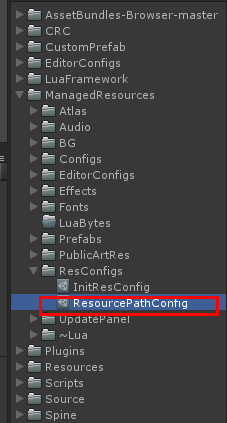 AssetBundles-Browser-master
CRC
CustomPrefab
EditorConfigs
LuaFramework
ManagedResources
Atlas
Audio
BG
Configs
EditorConfigs
Effects
Fonts
LuaBytes
Prefabs
PublicArtRes
ResConfigs
InitResConfig
ResourcePathConfig
UpdatePanel
~Lua
Plugins
Resources
Scripts
Source
Spine